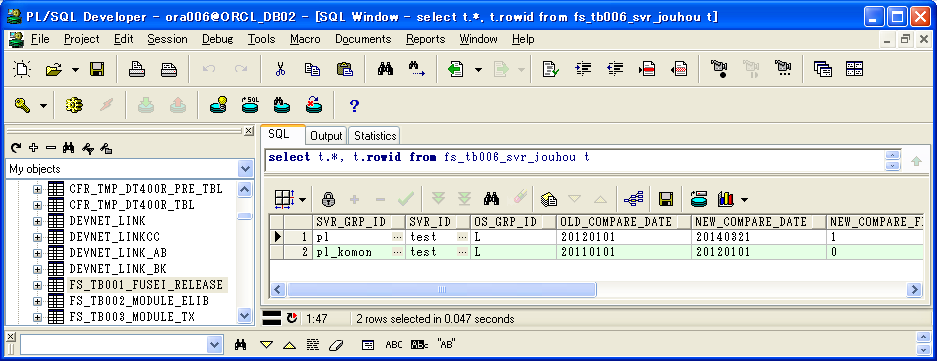 PL/SQL Developer - ora006@ORCL_DB02 - [SQL Window - select t.*, t.rowid from fs_tb006_svr_jouhou t]
File Project Edit Session Debug Tools Macro Documents Reports Window Help
SQL
?
SQL Output Statistics
select t.*, t.rowid from fs_tb006_svr_jouhou t
My objects
CFR_TMP_DT400R_PRE_TBL
CFR_TMP_DT400R_TBL
DEVNET_LINK
DEVNET_LINKCC
DEVNET_LINK_AB
DEVNET_LINK_BK
FS_TB001_FUSEI_RELEASE
FS_TB002_MODULE_ELIB
FS_TB003_MODULE_TX
SVR_GRP_ID SVR_ID OS_GRP_ID OLD_COMPARE_DATE NEW_COMPARE_DATE
1 pl ... test ... L 20120101 20140321 1
2 pl_komon ... test ... L 20110101 20120101 0
1:47 2 rows selected in 0.047 seconds
ABC "AB"